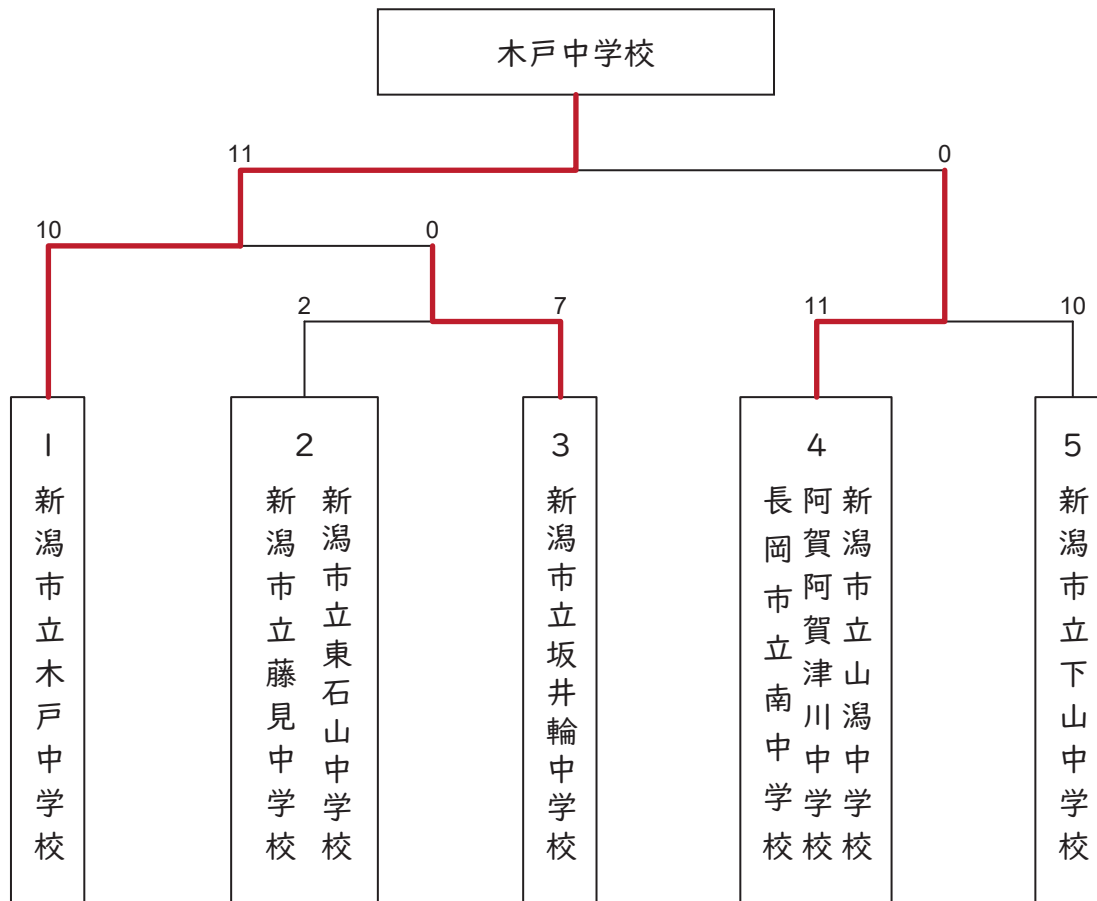 木戸中学校
11
0
10
0
2
7
11
10
1
新潟市立木戸中学校
2
新潟市立東石山中学校
新潟市立藤見中学校
3
新潟市立坂井輪中学校
4
新潟市立山潟中学校
阿賀阿賀津川中学校
長岡市立南中学校
5
新潟市立下山中学校